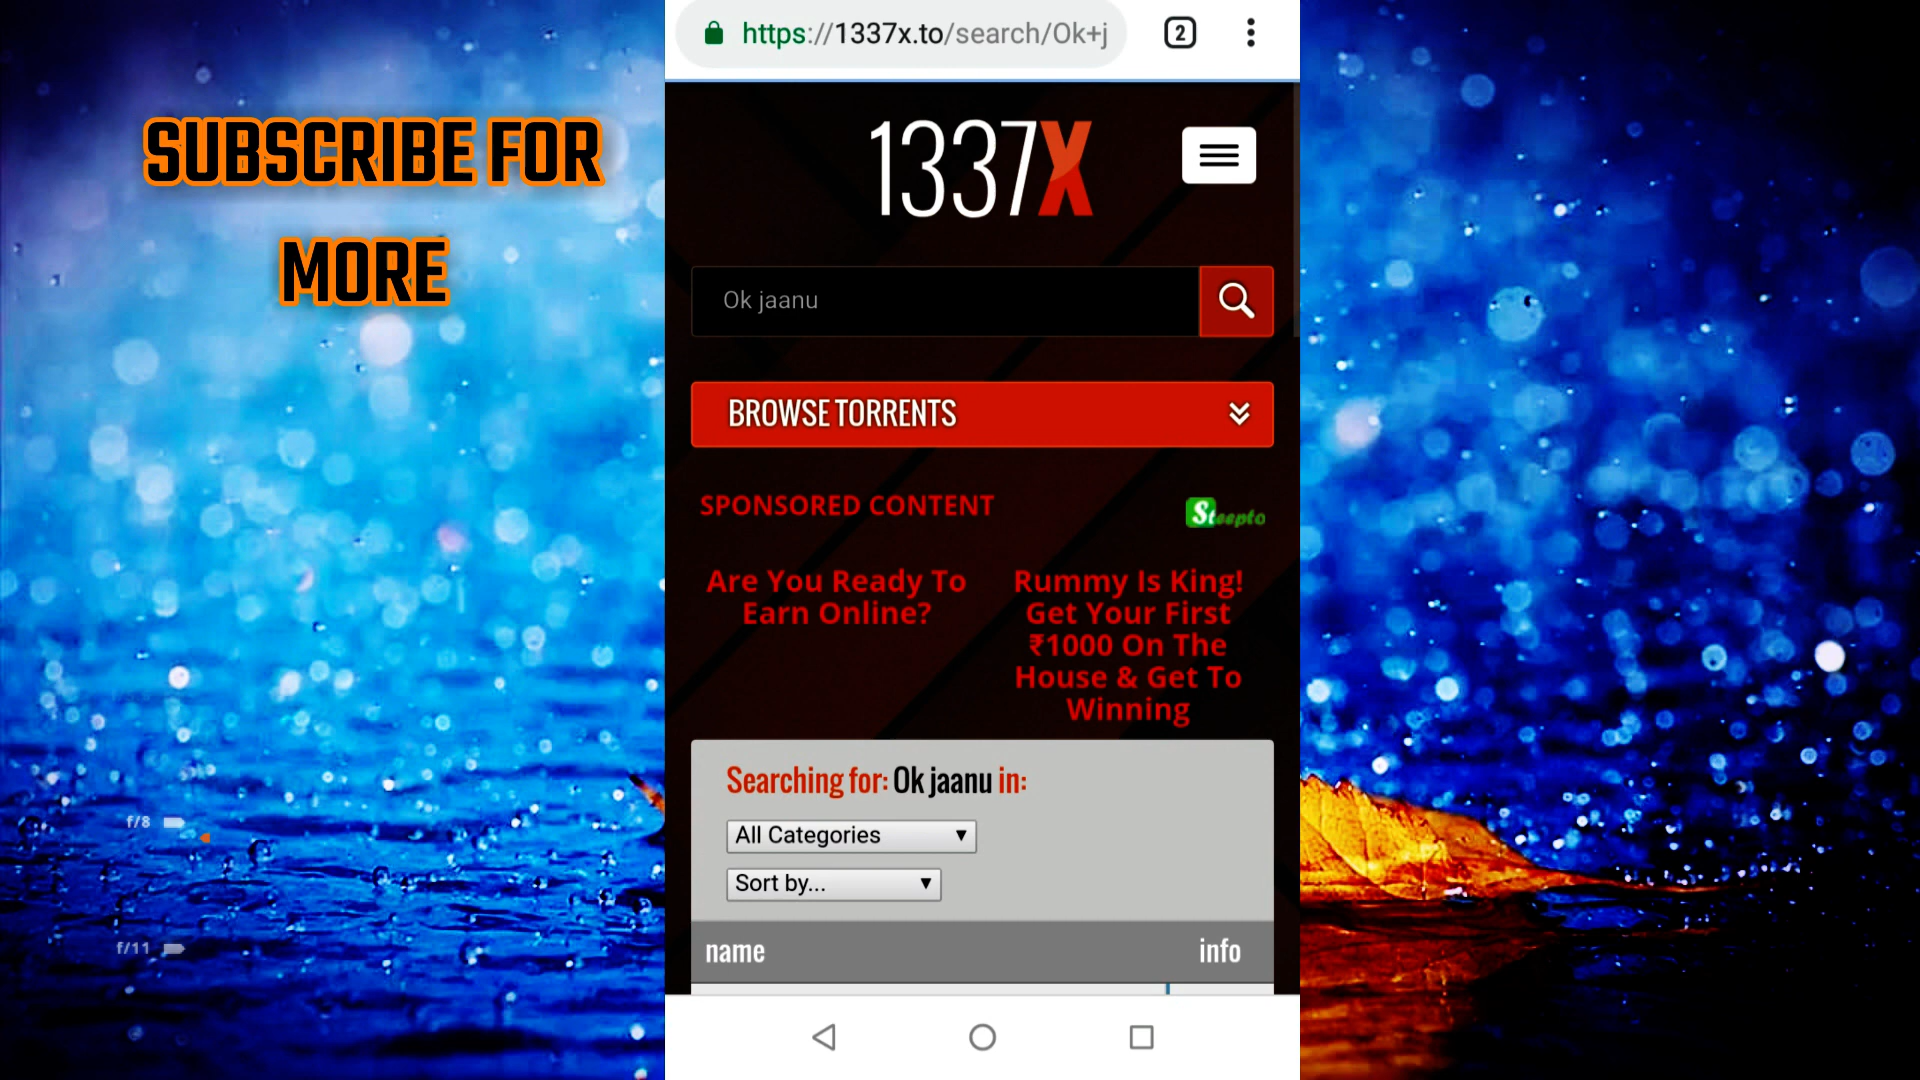 SUBSCRIBE FOR
MORE
https://1337x.to/search/Ok+j
2
1337X
Ok jaanu
BROWSE TORRENTS
SPONSORED CONTENT
Steepto
Are You Ready To
Earn Online?
Rummy Is King!
Get Your First
₹1000 On The
House & Get To
Winning
Searching for: Ok jaanu in:
All Categories
Sort by...
name info
f/8
f/11